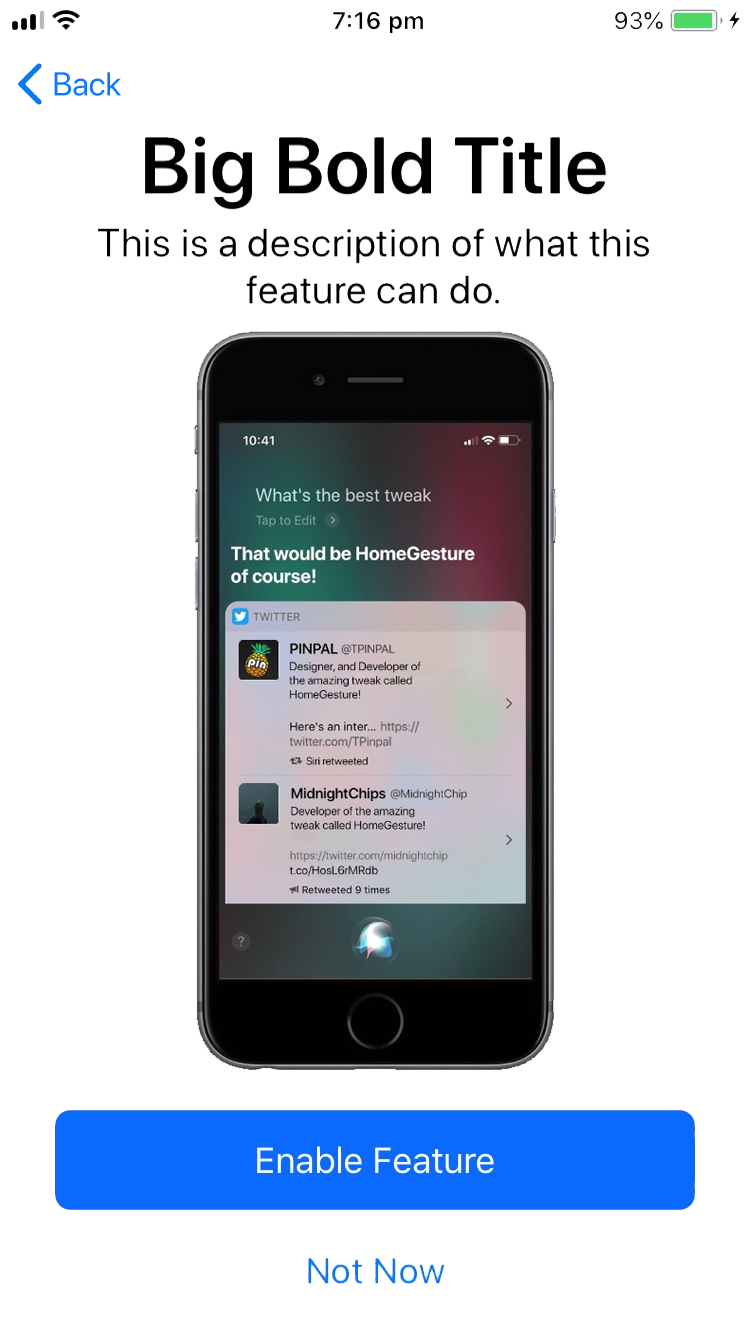 7:16 pm
93%
Back
Big Bold Title
This is a description of what this
feature can do.
10:41
What's the best tweak
Tap to Edit
That would be HomeGesture
of course!
TWITTER
Pin
PINPAL @TPINPAL
Designer, and Developer of
the amazing tweak called
HomeGesture!
Here's an inter... https://
twitter.com/TPinpal
Siri retweeted
MidnightChips @MidnightChip
Developer of the amazing
tweak called HomeGesture!
https://twitter.com/midnightchip
t.co/HosL6rMRdb
Retweeted 9 times
?
Enable Feature
Not Now